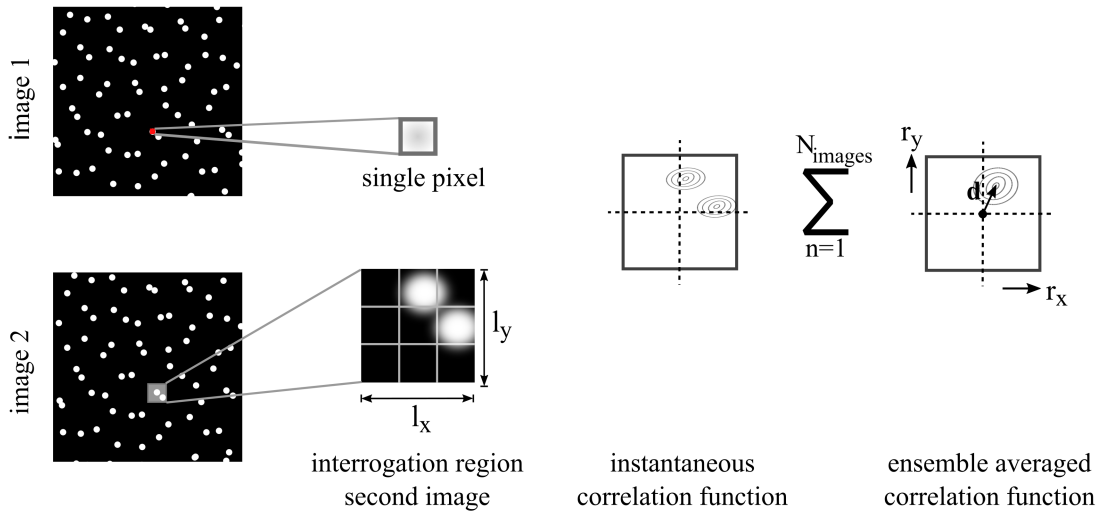 image 1
single pixel
image 2
l_y
l_x
interrogation region
second image
instantaneous
correlation function
N_images
∑
n=1
r_y
d
r_x
ensemble averaged
correlation function